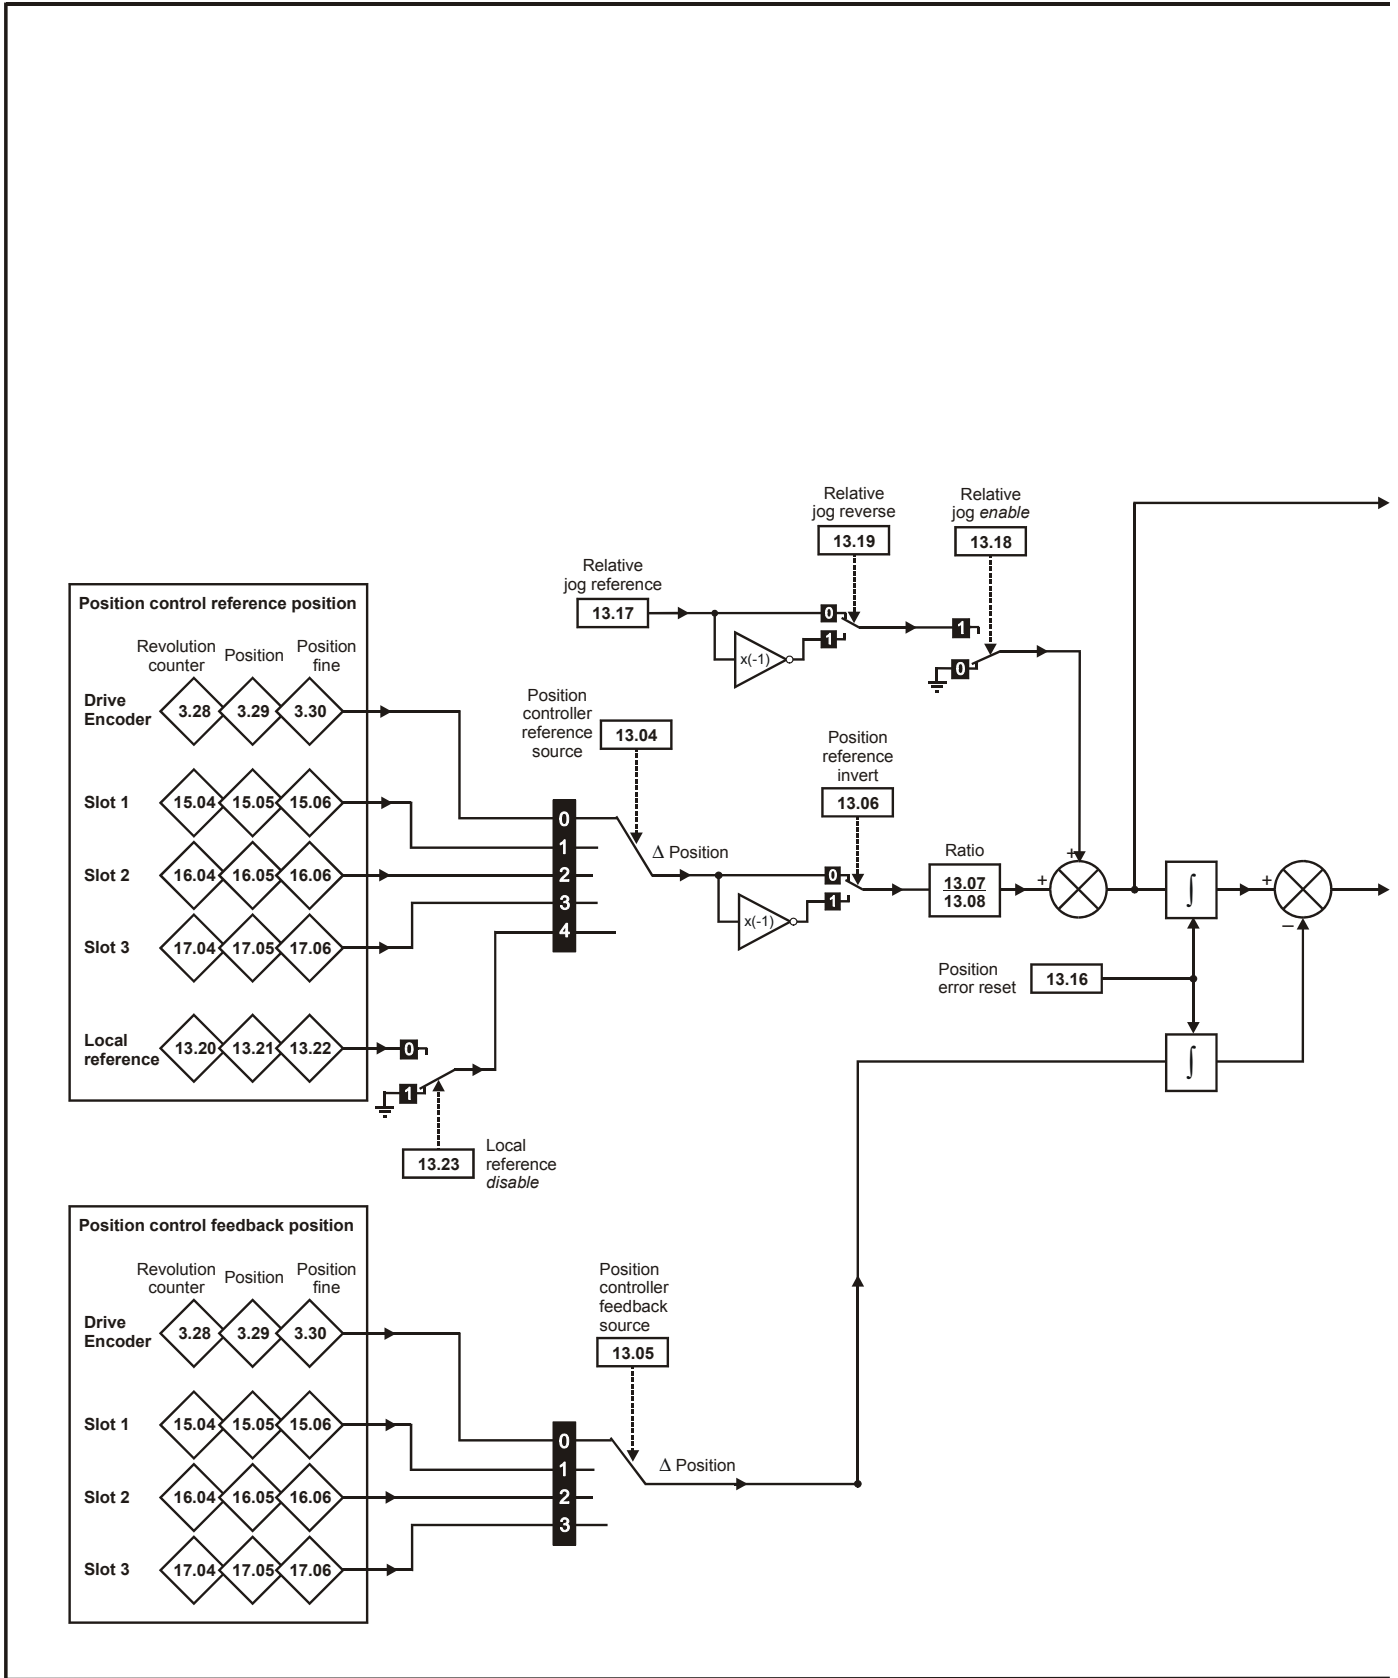 Relative
jog reverse
13.19
Relative
jog enable
13.18
Relative
jog reference
13.17
0
1
x(-1)
1
0
Position control reference position
Revolution
counter
Position
Position
fine
Drive
Encoder
3.28
3.29
3.30
Slot 1
15.04
15.05
15.06
Slot 2
16.04
16.05
16.06
Slot 3
17.04
17.05
17.06
Local
reference
13.20
13.21
13.22
0
1
13.23
Local
reference
disable
Position
controller
reference
source
13.04
0
1
2
3
4
Δ Position
x(-1)
Position
reference
invert
13.06
0
1
Ratio
13.07
13.08
+
+
∫
+
−
Position
error reset
13.16
∫
Position control feedback position
Revolution
counter
Position
Position
fine
Drive
Encoder
3.28
3.29
3.30
Slot 1
15.04
15.05
15.06
Slot 2
16.04
16.05
16.06
Slot 3
17.04
17.05
17.06
Position
controller
feedback
source
13.05
0
1
2
3
Δ Position